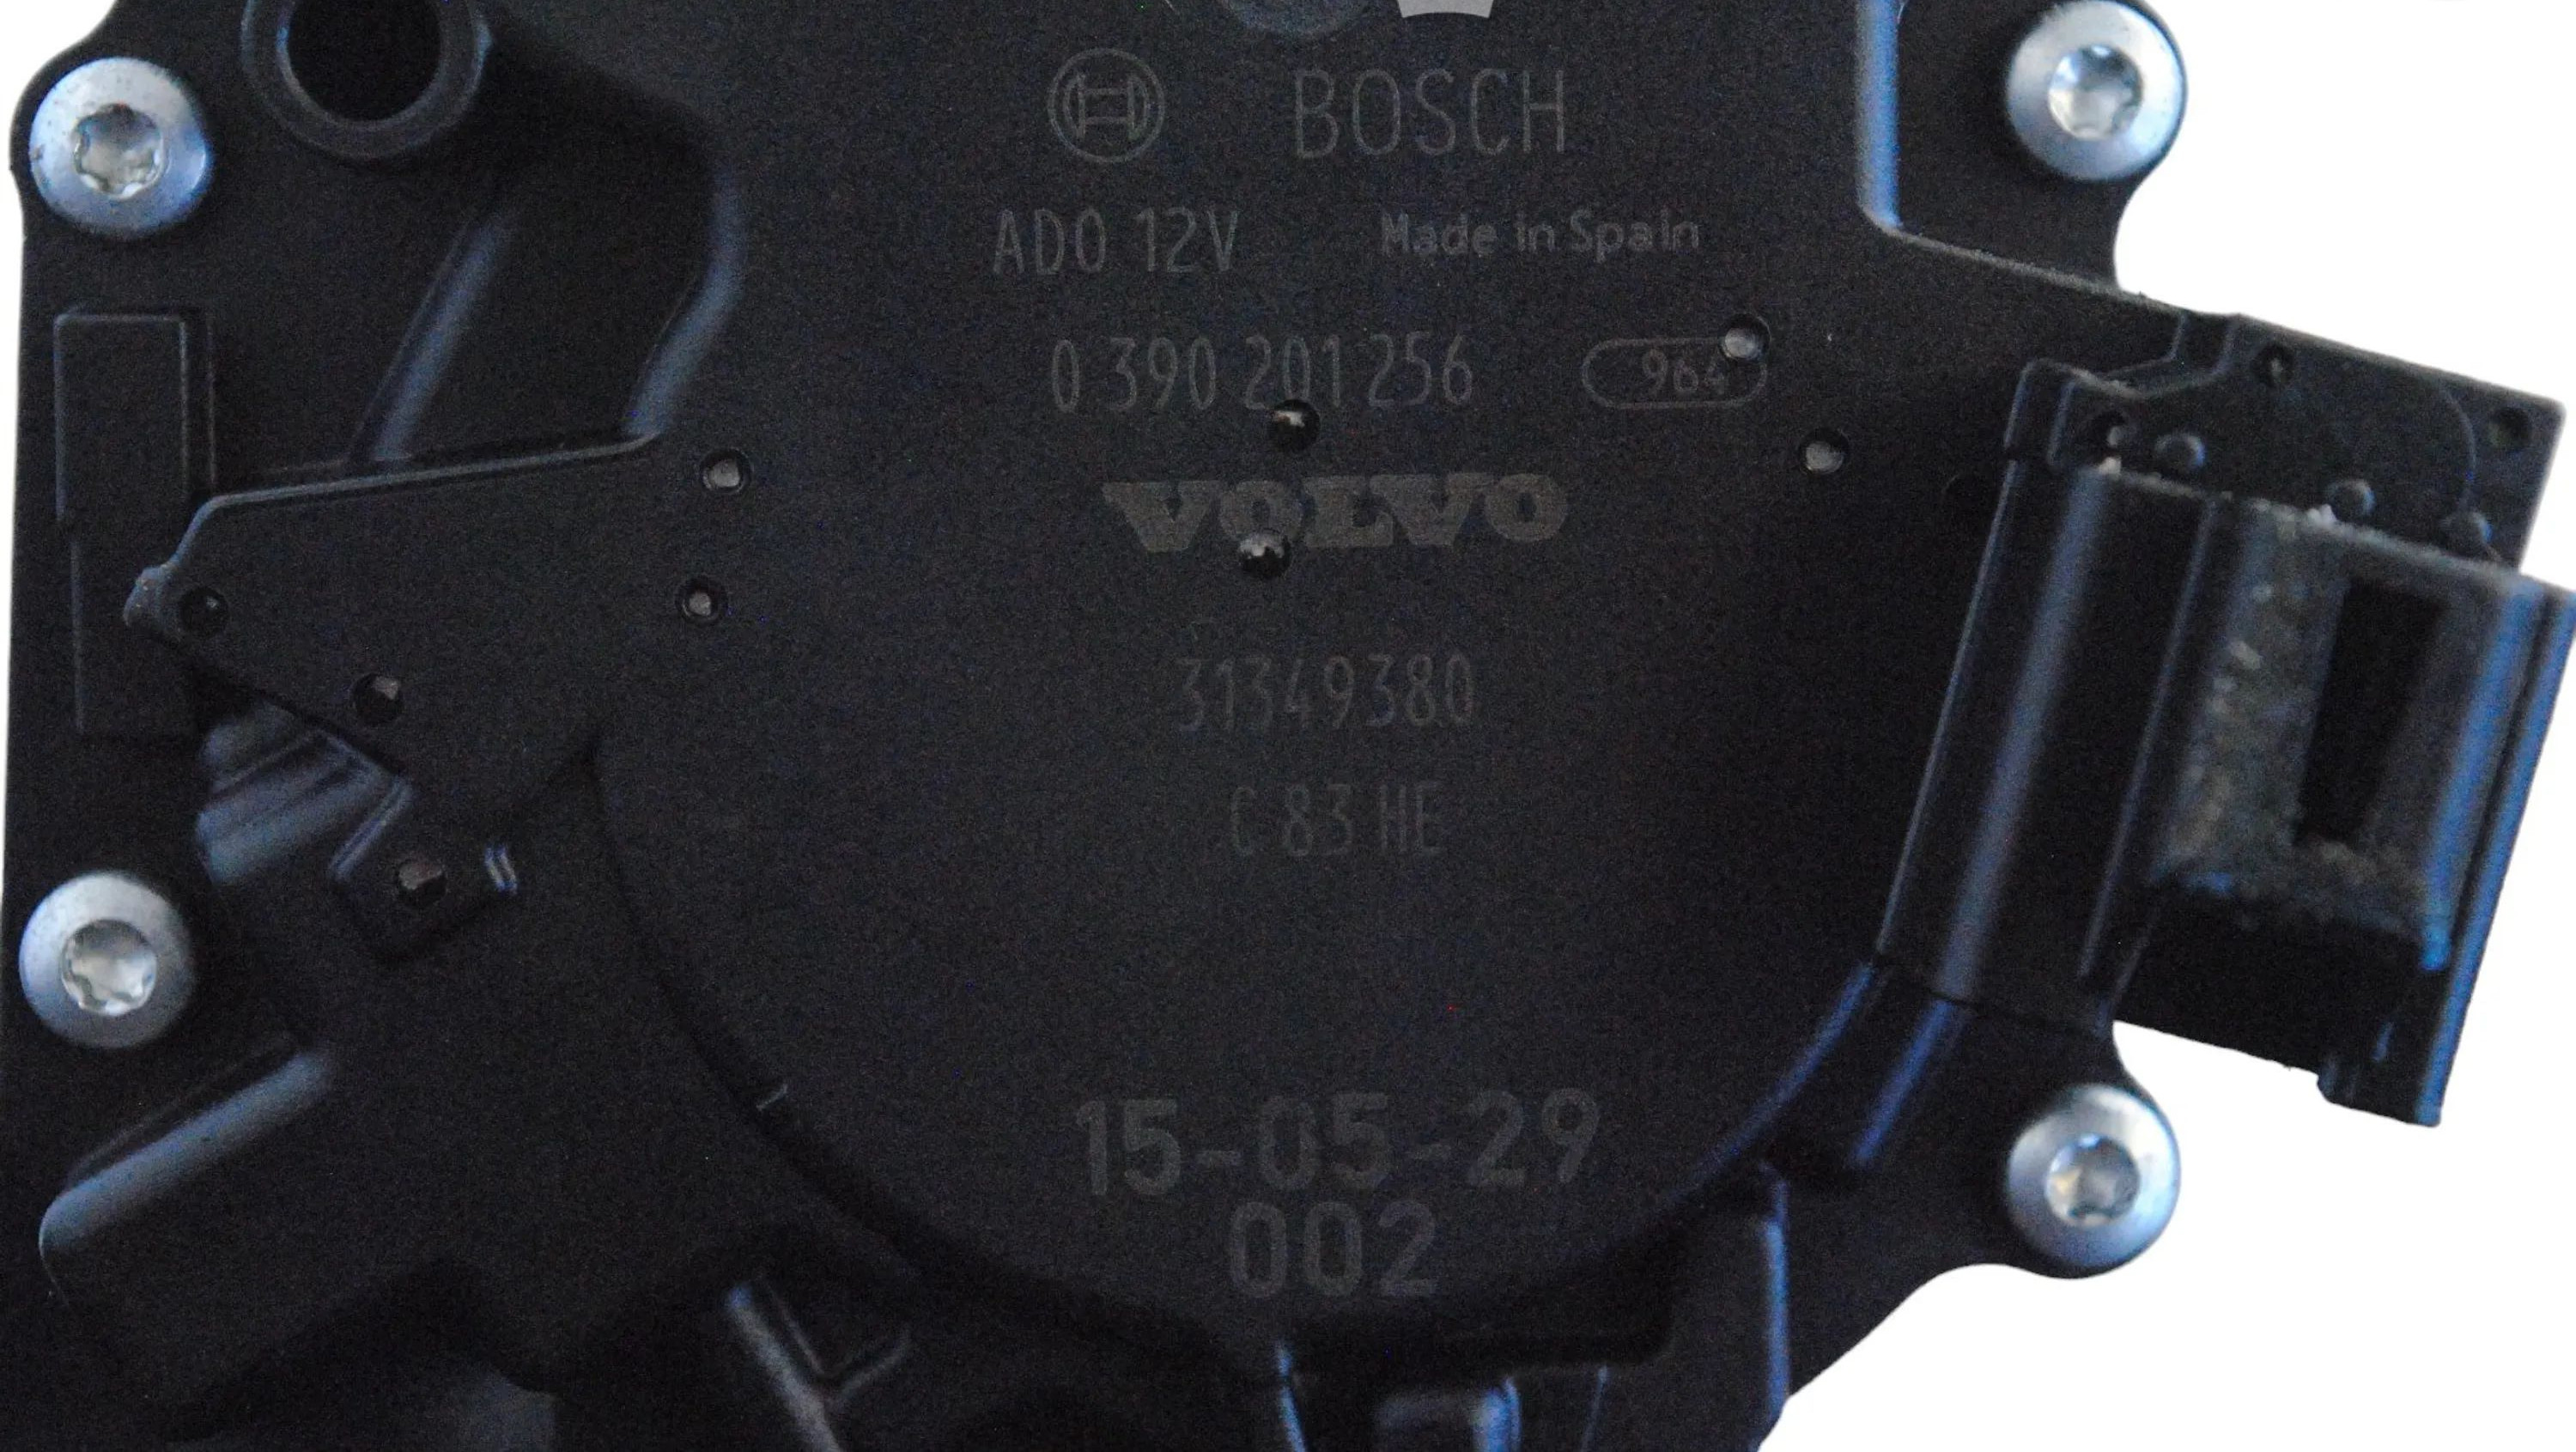 BOSCH
ADO 12V Made in Spain
0 390 201 256 964
VOLVO
31349380
C 83 HE
15-05-29
002